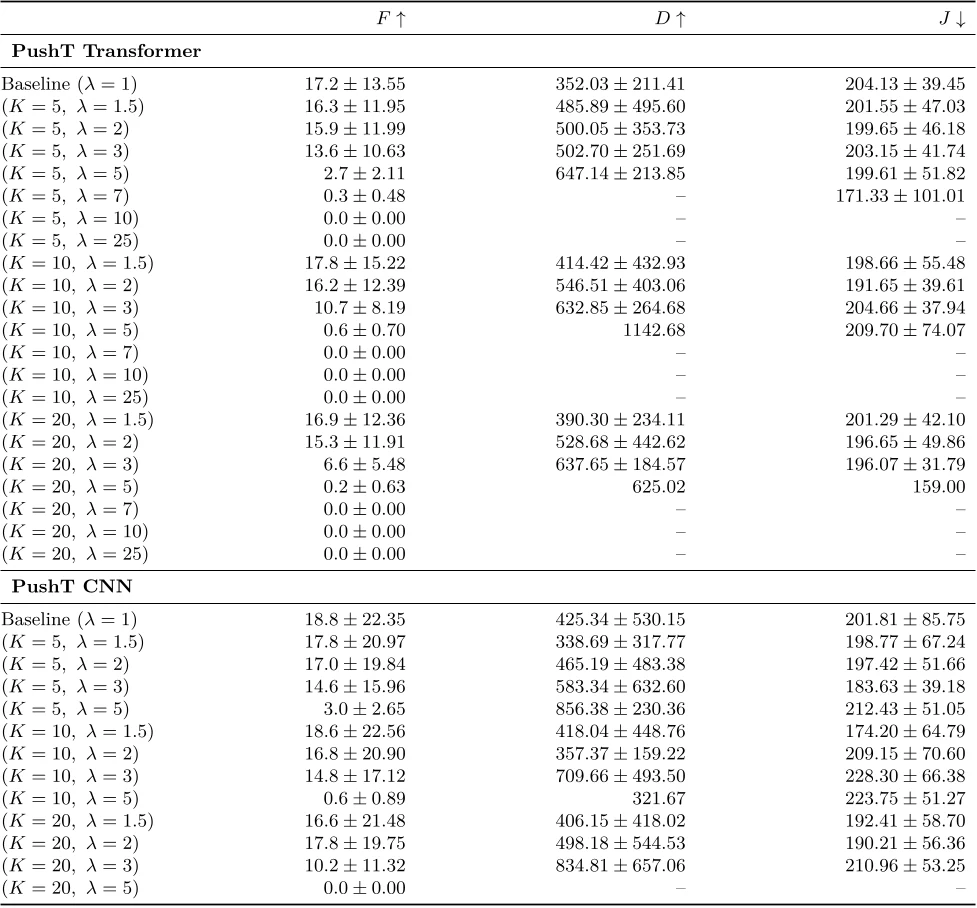 F ↑ D ↑ J ↓
PushT Transformer
Baseline (λ = 1) 17.2 ± 13.55 352.03 ± 211.41 204.13 ± 39.45
(K = 5, λ = 1.5) 16.3 ± 11.95 485.89 ± 495.60 201.55 ± 47.03
(K = 5, λ = 2) 15.9 ± 11.99 500.05 ± 353.73 199.65 ± 46.18
(K = 5, λ = 3) 13.6 ± 10.63 502.70 ± 251.69 203.15 ± 41.74
(K = 5, λ = 5) 2.7 ± 2.11 647.14 ± 213.85 199.61 ± 51.82
(K = 5, λ = 7) 0.3 ± 0.48 – 171.33 ± 101.01
(K = 5, λ = 10) 0.0 ± 0.00 – –
(K = 5, λ = 25) 0.0 ± 0.00 – –
(K = 10, λ = 1.5) 17.8 ± 15.22 414.42 ± 432.93 198.66 ± 55.48
(K = 10, λ = 2) 16.2 ± 12.39 546.51 ± 403.06 191.65 ± 39.61
(K = 10, λ = 3) 10.7 ± 8.19 632.85 ± 264.68 204.66 ± 37.94
(K = 10, λ = 5) 0.6 ± 0.70 1142.68 209.70 ± 74.07
(K = 10, λ = 7) 0.0 ± 0.00 – –
(K = 10, λ = 10) 0.0 ± 0.00 – –
(K = 10, λ = 25) 0.0 ± 0.00 – –
(K = 20, λ = 1.5) 16.9 ± 12.36 390.30 ± 234.11 201.29 ± 42.10
(K = 20, λ = 2) 15.3 ± 11.91 528.68 ± 442.62 196.65 ± 49.86
(K = 20, λ = 3) 6.6 ± 5.48 637.65 ± 184.57 196.07 ± 31.79
(K = 20, λ = 5) 0.2 ± 0.63 625.02 159.00
(K = 20, λ = 7) 0.0 ± 0.00 – –
(K = 20, λ = 10) 0.0 ± 0.00 – –
(K = 20, λ = 25) 0.0 ± 0.00 – –
PushT CNN
Baseline (λ = 1) 18.8 ± 22.35 425.34 ± 530.15 201.81 ± 85.75
(K = 5, λ = 1.5) 17.8 ± 20.97 338.69 ± 317.77 198.77 ± 67.24
(K = 5, λ = 2) 17.0 ± 19.84 465.19 ± 483.38 197.42 ± 51.66
(K = 5, λ = 3) 14.6 ± 15.96 583.34 ± 632.60 183.63 ± 39.18
(K = 5, λ = 5) 3.0 ± 2.65 856.38 ± 230.36 212.43 ± 51.05
(K = 10, λ = 1.5) 18.6 ± 22.56 418.04 ± 448.76 174.20 ± 64.79
(K = 10, λ = 2) 16.8 ± 20.90 357.37 ± 159.22 209.15 ± 70.60
(K = 10, λ = 3) 14.8 ± 17.12 709.66 ± 493.50 228.30 ± 66.38
(K = 10, λ = 5) 0.6 ± 0.89 321.67 223.75 ± 51.27
(K = 20, λ = 1.5) 16.6 ± 21.48 406.15 ± 418.02 192.41 ± 58.70
(K = 20, λ = 2) 17.8 ± 19.75 498.18 ± 544.53 190.21 ± 56.36
(K = 20, λ = 3) 10.2 ± 11.32 834.81 ± 657.06 210.96 ± 53.25
(K = 20, λ = 5) 0.0 ± 0.00 – –